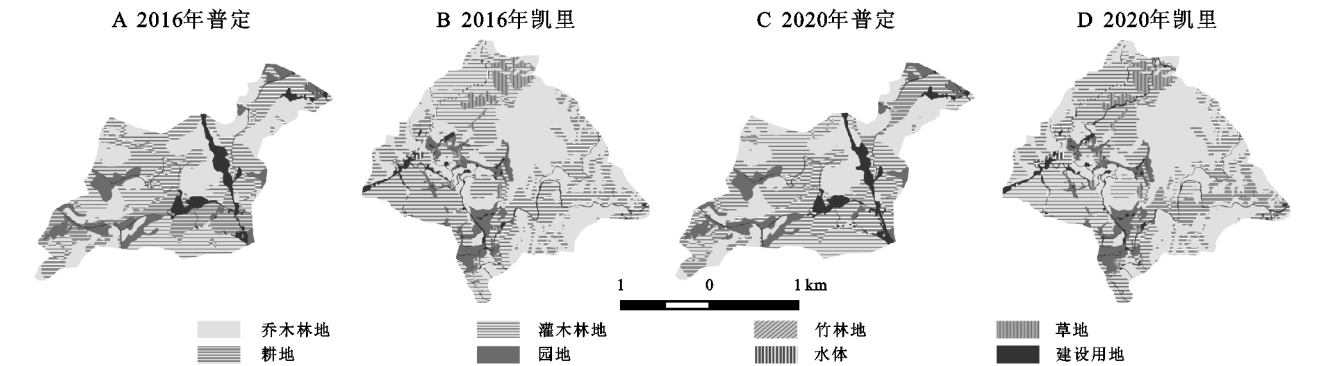 A 2016年普定
B 2016年凯里
C 2020年普定
D 2020年凯里
1 0 1 km
乔木林地
灌木林地
竹林地
草地
耕地
园地
水体
建设用地